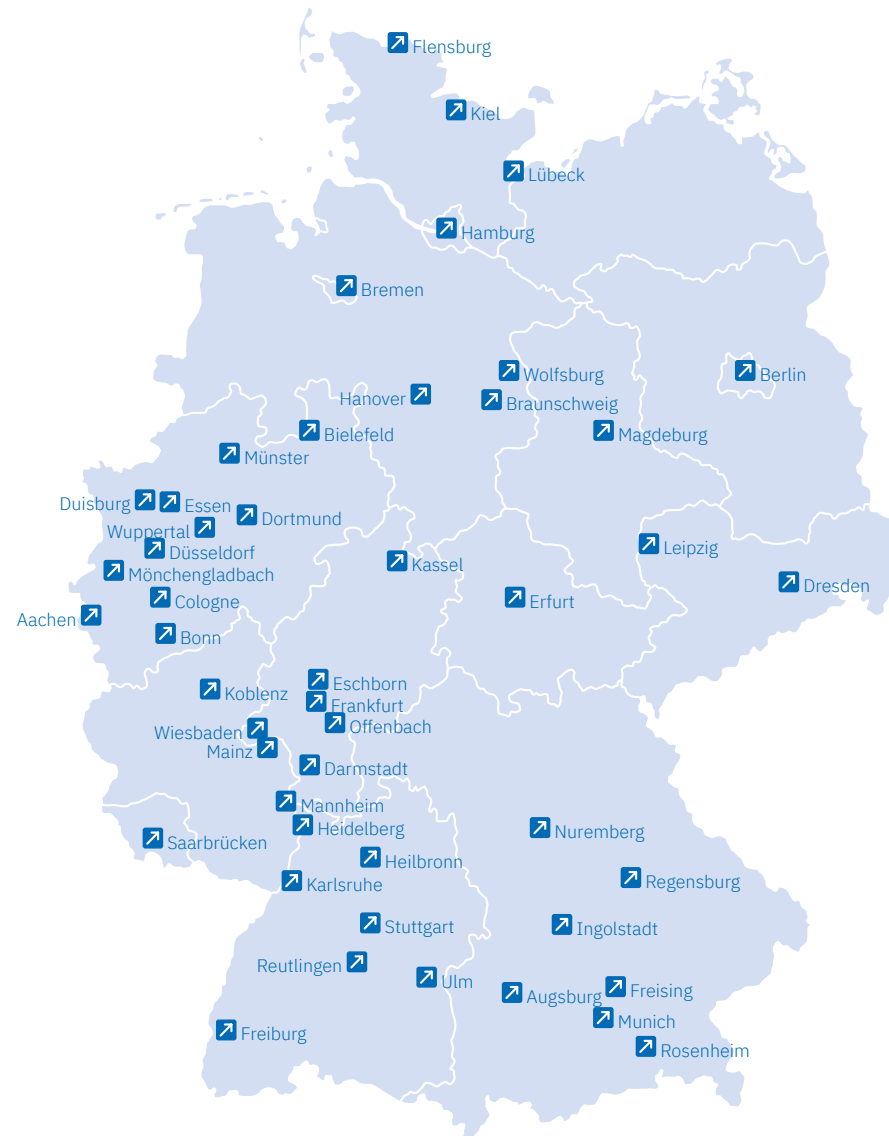 Flensburg
Kiel
Lübeck
Hamburg
Bremen
Wolfsburg
Berlin
Hanover
Braunschweig
Bielefeld
Magdeburg
Münster
Duisburg
Essen
Dortmund
Wuppertal
Düsseldorf
Leipzig
Kassel
Mönchengladbach
Dresden
Cologne
Erfurt
Aachen
Bonn
Eschborn
Koblenz
Frankfurt
Offenbach
Wiesbaden
Mainz
Darmstadt
Mannheim
Heidelberg
Nuremberg
Saarbrücken
Heilbronn
Regensburg
Karlsruhe
Stuttgart
Ingolstadt
Reutlingen
Ulm
Freising
Augsburg
Munich
Freiburg
Rosenheim